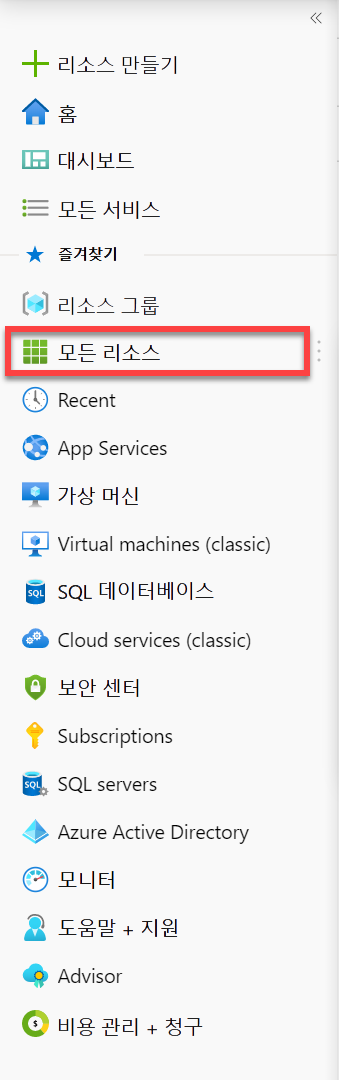 리소스 만들기
홈
대시보드
모든 서비스
즐겨찾기
리소스 그룹
모든 리소스
Recent
App Services
가상 머신
Virtual machines (classic)
SQL 데이터베이스
Cloud services (classic)
보안 센터
Subscriptions
SQL servers
Azure Active Directory
모니터
도움말 + 지원
Advisor
비용 관리 + 청구